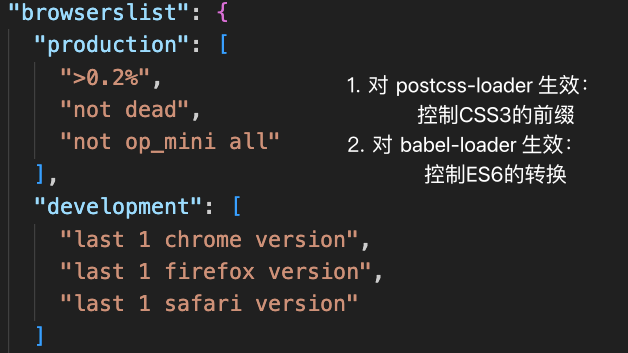 "browserslist": {
"production": [
">0.2%",
"not dead",
"not op_mini all"
],
"development": [
"last 1 chrome version",
"last 1 firefox version",
"last 1 safari version"
]
1. 对 postcss-loader 生效：
控制CSS3的前缀
2. 对 babel-loader 生效：
控制ES6的转换